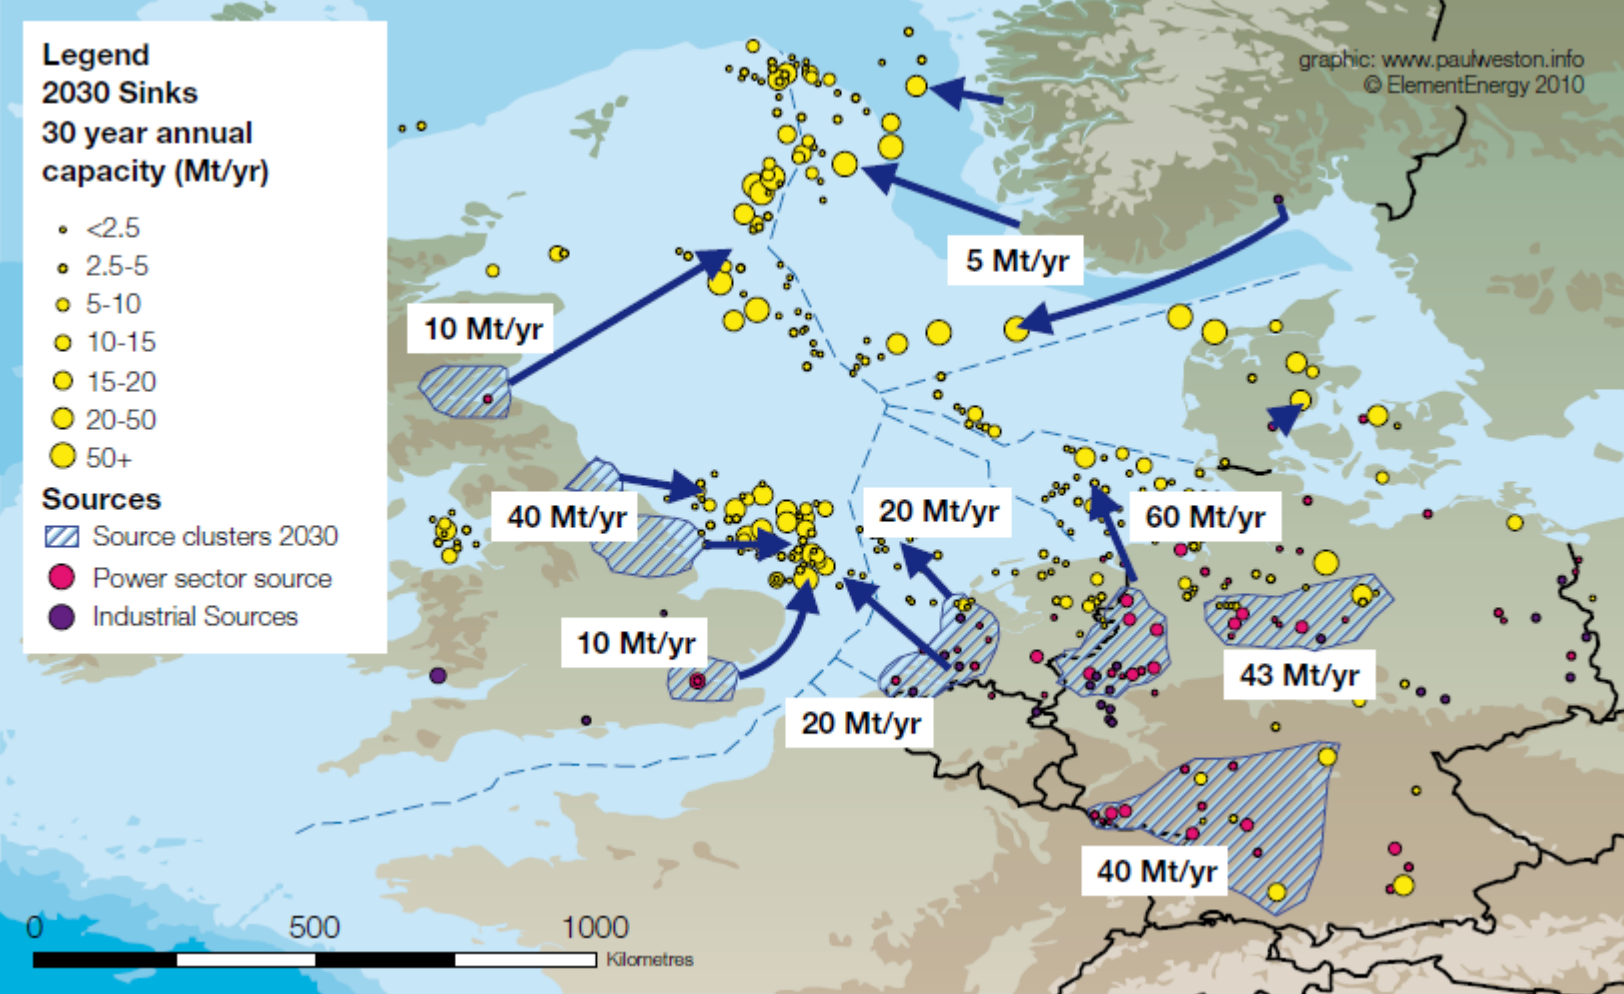 Legend
2030 Sinks
30 year annual
capacity (Mt/yr)
<2.5
2.5-5
5-10
10-15
15-20
20-50
50+
Sources
Source clusters 2030
Power sector source
Industrial Sources
graphic: www.paulweston.info
© ElementEnergy 2010
5 Mt/yr
10 Mt/yr
40 Mt/yr
20 Mt/yr
60 Mt/yr
10 Mt/yr
43 Mt/yr
20 Mt/yr
40 Mt/yr
0 500 1000
Kilometres